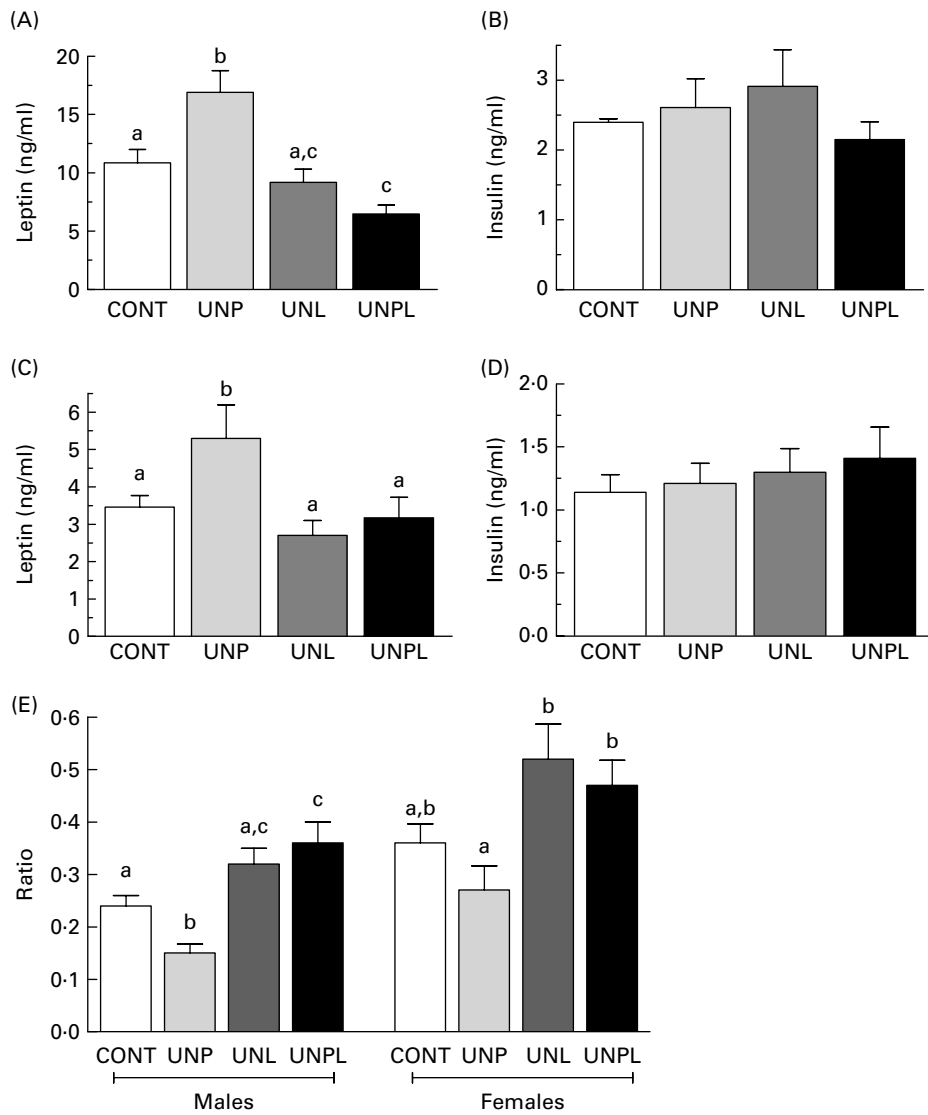 (A)
Leptin (ng/ml)
20
15
10
5
0
a
b
a,c
c
CONT UNP UNL UNPL
(B)
Insulin (ng/ml)
3
2
1
0
CONT UNP UNL UNPL
(C)
Leptin (ng/ml)
6
5
4
3
2
1
0
a
b
a
a
CONT UNP UNL UNPL
(D)
Insulin (ng/ml)
2·0
1·5
1·0
0·5
0·0
CONT UNP UNL UNPL
(E)
Ratio
0·6
0·5
0·4
0·3
0·2
0·1
0·0
a
b
a,c
c
a,b
a
b
b
CONT UNP UNL UNPL CONT UNP UNL UNPL
Males Females